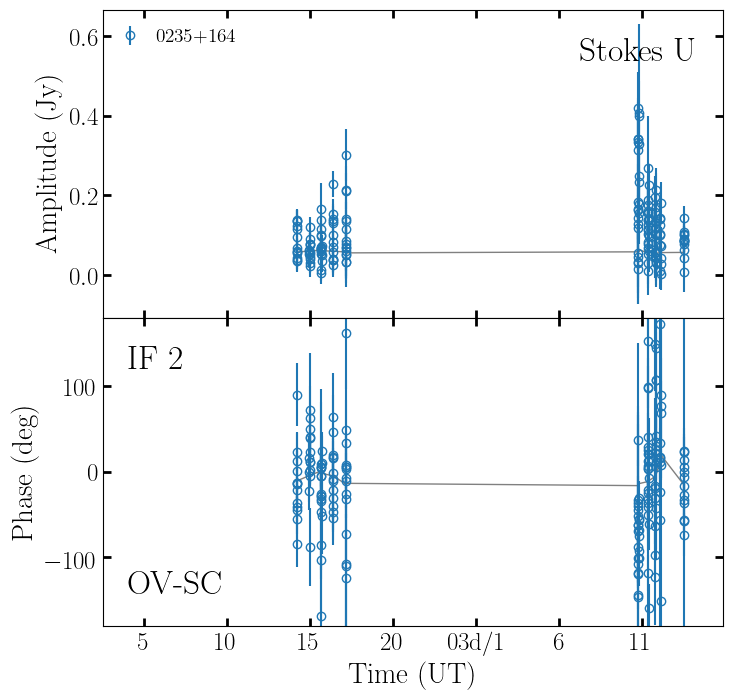 0235+164
Stokes U
0.6
0.4
0.2
0.0
Amplitude (Jy)
IF 2
100
0
−100
Phase (deg)
OV-SC
5 10 15 20 03d/1 6 11
Time (UT)